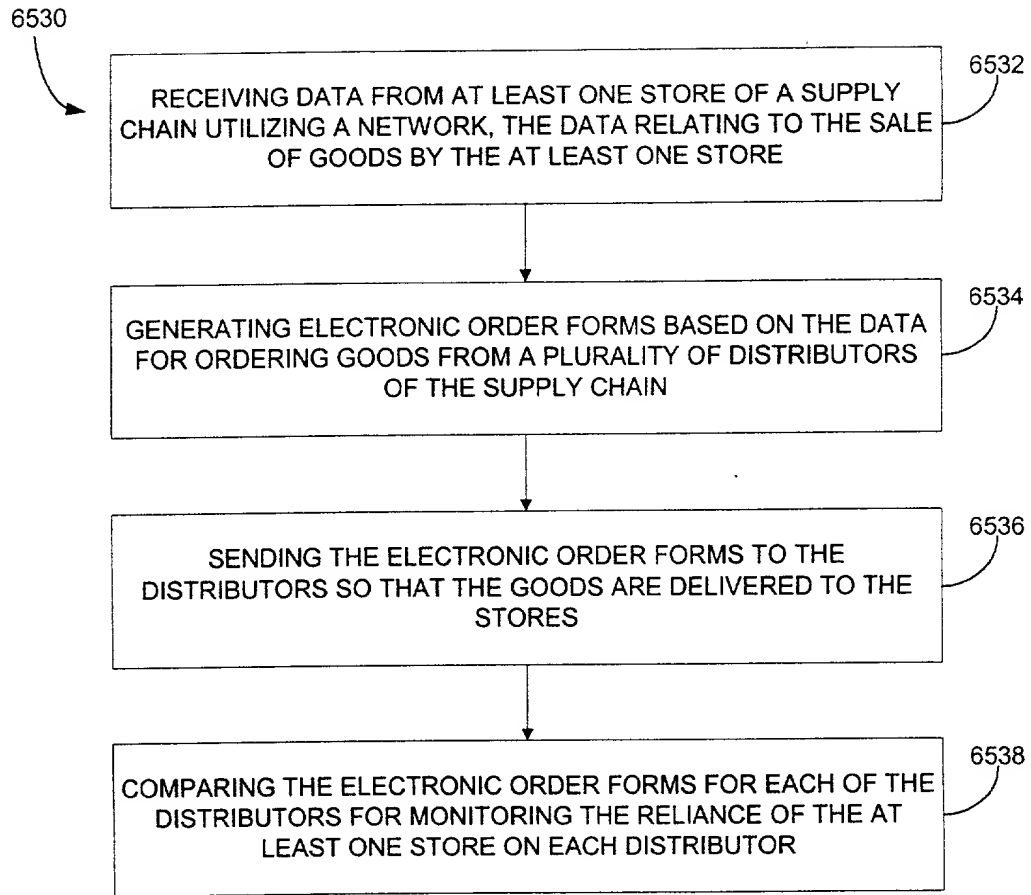 6530
6532
RECEIVING DATA FROM AT LEAST ONE STORE OF A SUPPLY
CHAIN UTILIZING A NETWORK, THE DATA RELATING TO THE SALE
OF GOODS BY THE AT LEAST ONE STORE
6534
GENERATING ELECTRONIC ORDER FORMS BASED ON THE DATA
FOR ORDERING GOODS FROM A PLURALITY OF DISTRIBUTORS
OF THE SUPPLY CHAIN
6536
SENDING THE ELECTRONIC ORDER FORMS TO THE
DISTRIBUTORS SO THAT THE GOODS ARE DELIVERED TO THE
STORES
6538
COMPARING THE ELECTRONIC ORDER FORMS FOR EACH OF THE
DISTRIBUTORS FOR MONITORING THE RELIANCE OF THE AT
LEAST ONE STORE ON EACH DISTRIBUTOR